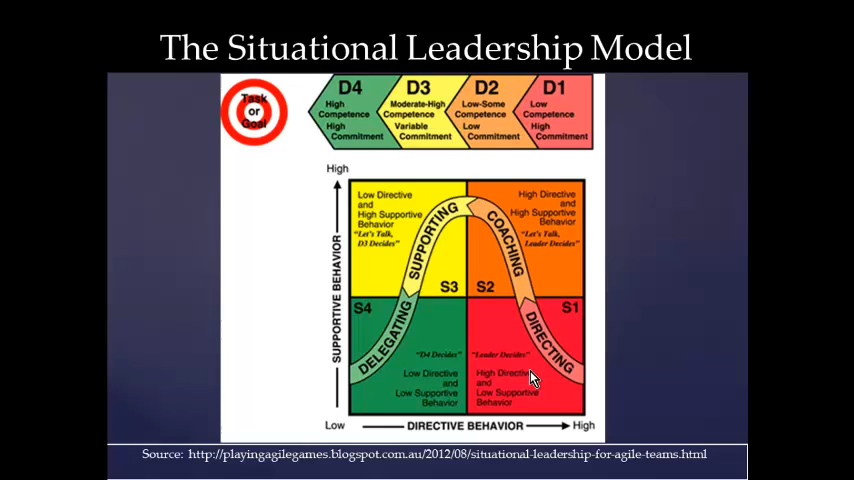 The Situational Leadership Model
Task
or
Goal
D4
High
Competence
High
Commitment
D3
Moderate-High
Competence
Variable
Commitment
D2
Low-Some
Competence
Low
Commitment
D1
Low
Competence
High
Commitment
High
SUPPORTIVE BEHAVIOR
Low Directive
and
High Supportive
Behavior
"Let's Talk,
D3 Decides"
SUPPORTING
S3
High Directive
and
High Supportive
Behavior
"Let's Talk,
Leader Decides"
COACHING
S2
S4
DELEGATING
"D4 Decides"
Low Directive
and
Low Supportive
Behavior
S1
DIRECTING
"Leader Decides"
High Directive
and
Low Supportive
Behavior
Low
DIRECTIVE BEHAVIOR
High
Source: http://playingagilegames.blogspot.com.au/2012/08/situational-leadership-for-agile-teams.html